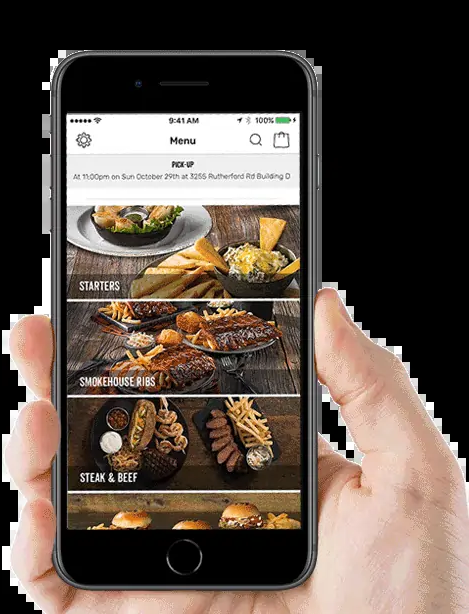 9:41 AM
100%
Menu
PICK-UP
At 11:00pm on Sun October 29th at 3255 Rutherford Rd Building D
STARTERS
SMOKEHOUSE RIBS
STEAK & BEEF